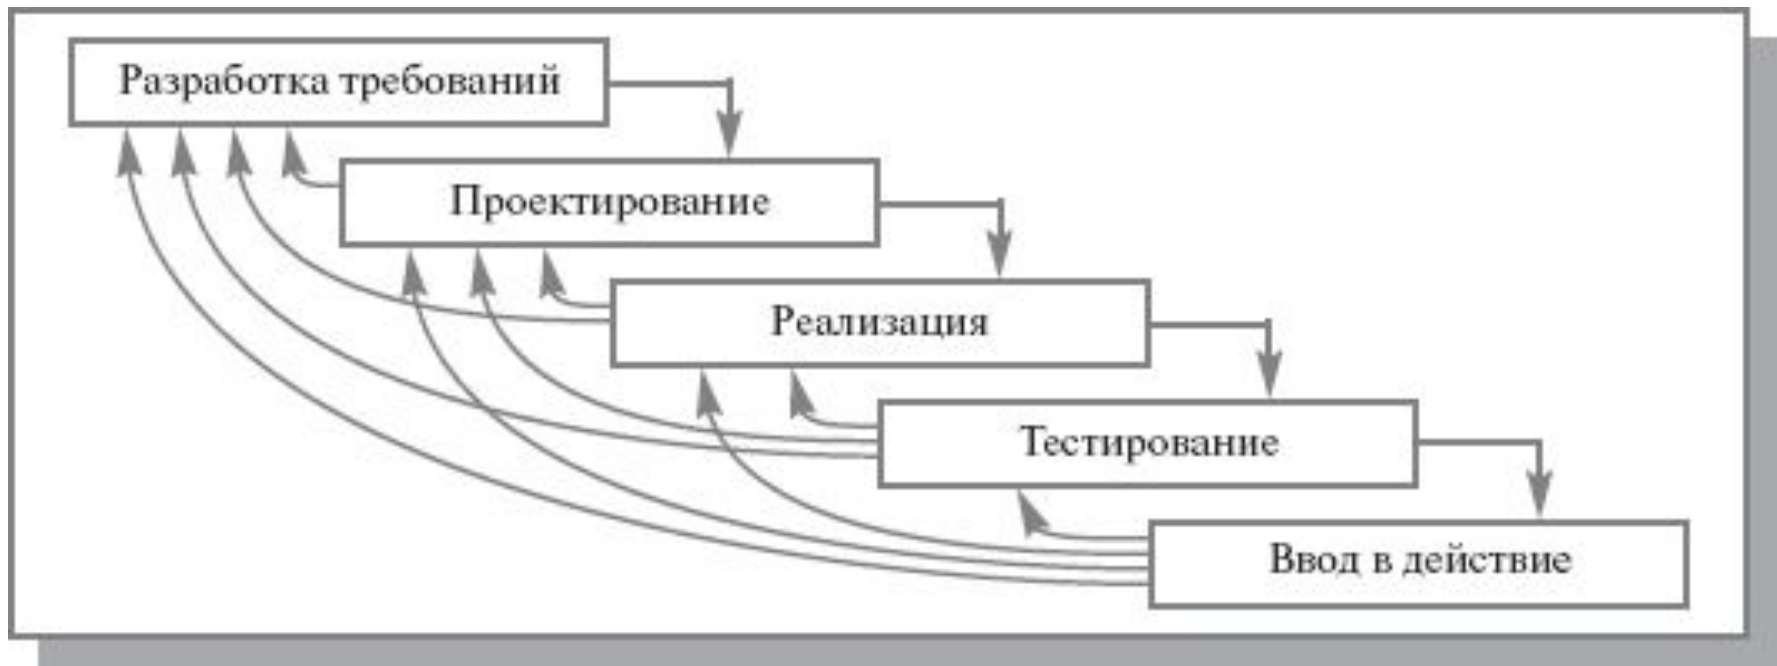 Разработка требований
Проектирование
Реализация
Тестирование
Ввод в действие